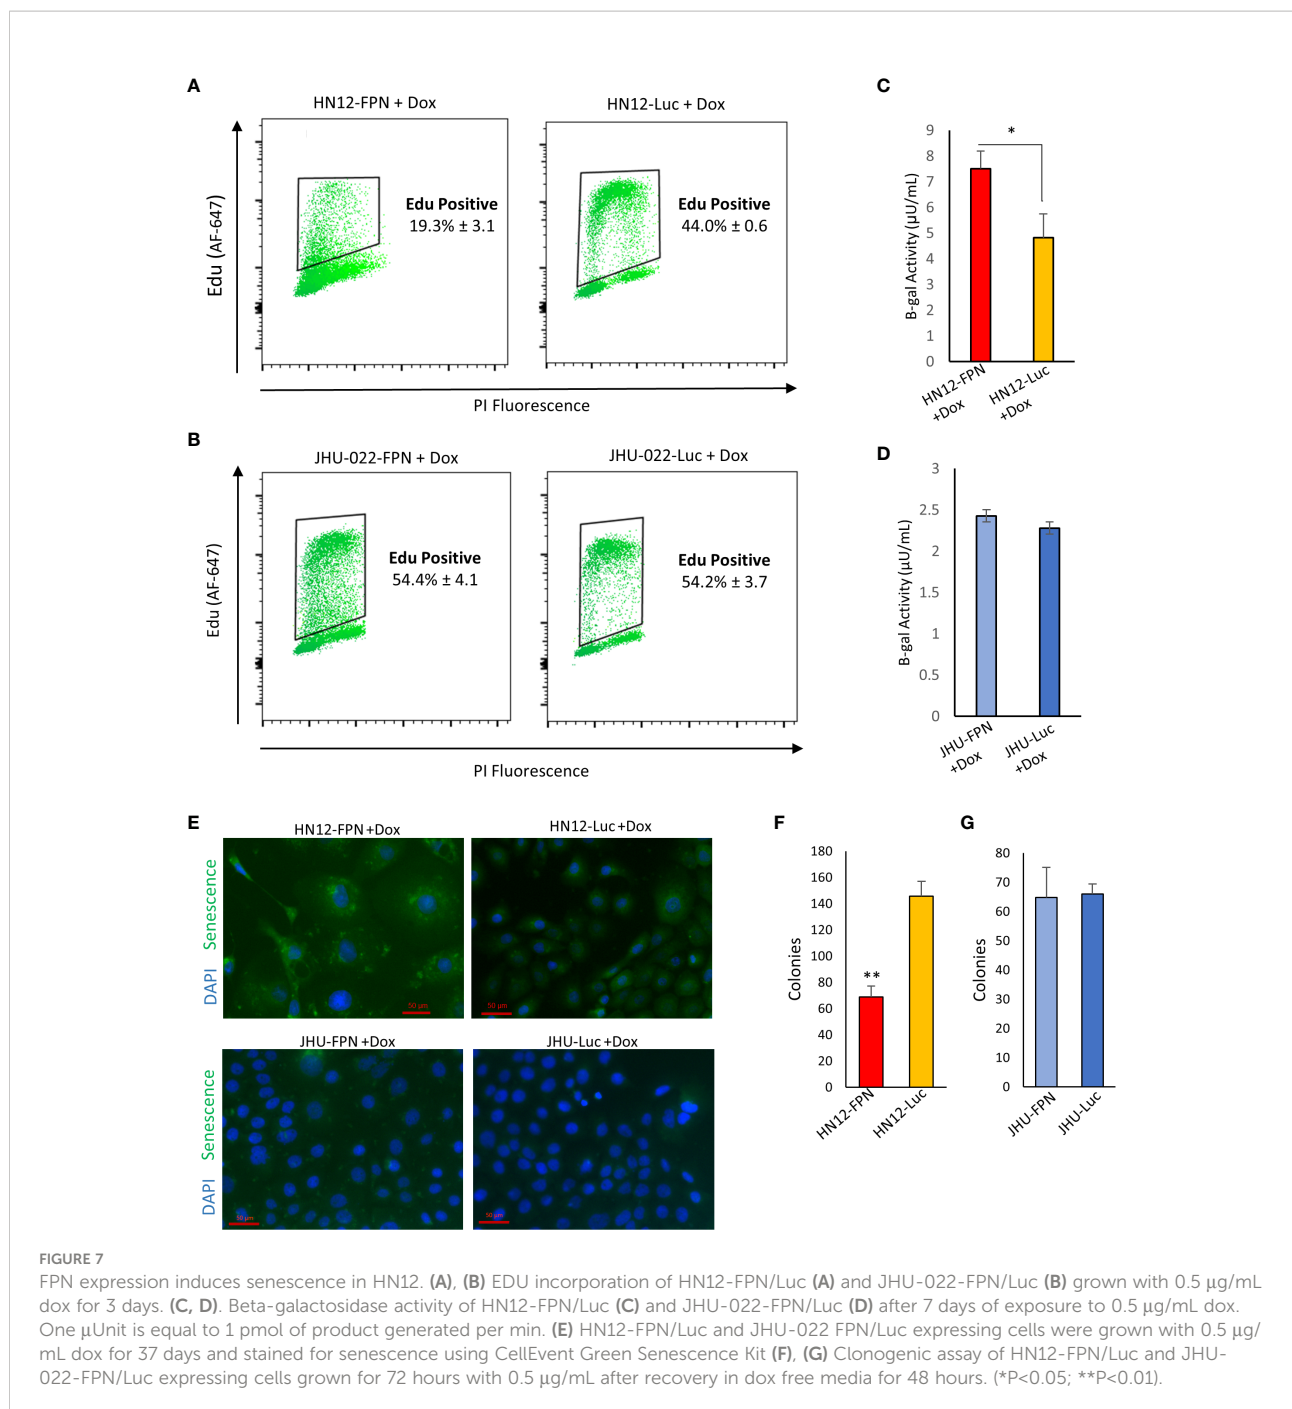 A
HN12-FPN + Dox
HN12-Luc + Dox
Edu (AF-647)
Edu Positive
19.3% ± 3.1
Edu Positive
44.0% ± 0.6
PI Fluorescence
B
JHU-022-FPN + Dox
JHU-022-Luc + Dox
Edu (AF-647)
Edu Positive
54.4% ± 4.1
Edu Positive
54.2% ± 3.7
PI Fluorescence
C
B-gal Activity (µU/mL)
9
8
7
6
5
4
3
2
1
0
*
HN12-FPN
+Dox
HN12-Luc
+Dox
D
B-gal Activity (µU/mL)
3
2.5
2
1.5
1
0.5
0
JHU-FPN
+Dox
JHU-Luc
+Dox
E
HN12-FPN +Dox
HN12-Luc +Dox
DAPI Senescence
50 µm
50 µm
JHU-FPN +Dox
JHU-Luc +Dox
DAPI Senescence
50 µm
50 µm
F
Colonies
180
160
140
120
100
80
60
40
20
0
**
HN12-FPN
HN12-Luc
G
Colonies
80
70
60
50
40
30
20
10
0
JHU-FPN
JHU-Luc
FIGURE 7
FPN expression induces senescence in HN12. (A), (B) EDU incorporation of HN12-FPN/Luc (A) and JHU-022-FPN/Luc (B) grown with 0.5 µg/mL
dox for 3 days. (C, D). Beta-galactosidase activity of HN12-FPN/Luc (C) and JHU-022-FPN/Luc (D) after 7 days of exposure to 0.5 µg/mL dox.
One µUnit is equal to 1 pmol of product generated per min. (E) HN12-FPN/Luc and JHU-022 FPN/Luc expressing cells were grown with 0.5 µg/
mL dox for 37 days and stained for senescence using CellEvent Green Senescence Kit (F), (G) Clonogenic assay of HN12-FPN/Luc and JHU-
022-FPN/Luc expressing cells grown for 72 hours with 0.5 µg/mL after recovery in dox free media for 48 hours. (*P<0.05; **P<0.01).